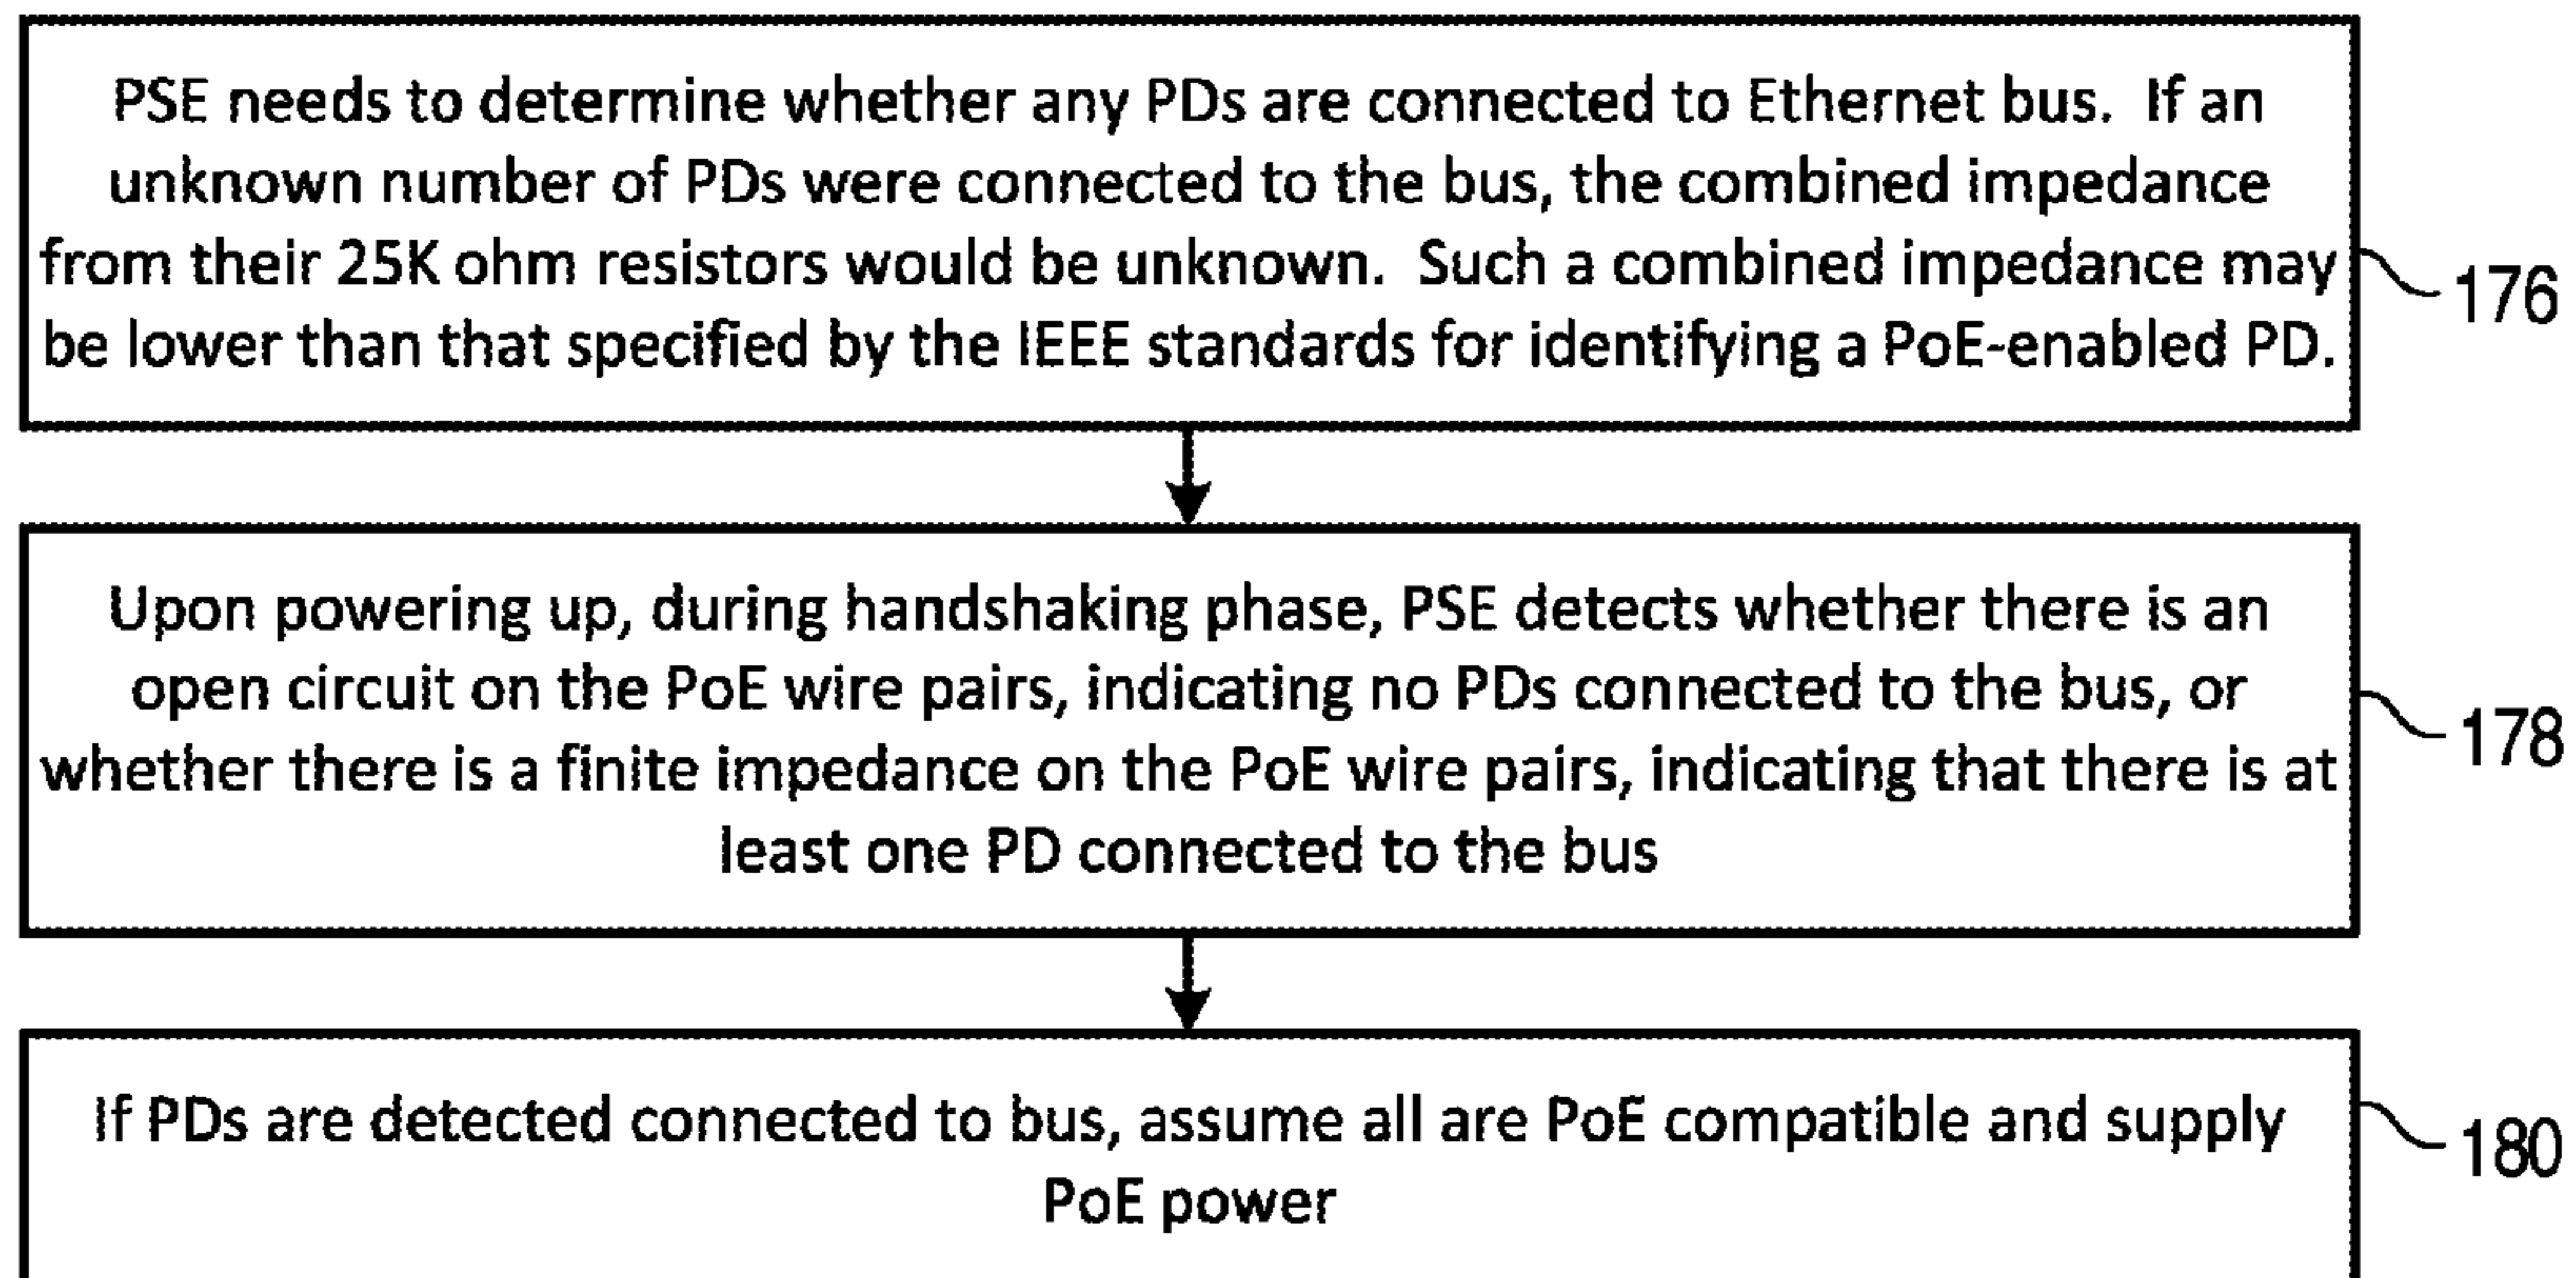 PSE needs to determine whether any PDs are connected to Ethernet bus. If an
unknown number of PDs were connected to the bus, the combined impedance
from their 25K ohm resistors would be unknown. Such a combined impedance may
be lower than that specified by the IEEE standards for identifying a PoE-enabled PD.
176
Upon powering up, during handshaking phase, PSE detects whether there is an
open circuit on the PoE wire pairs, indicating no PDs connected to the bus, or
whether there is a finite impedance on the PoE wire pairs, indicating that there is at
least one PD connected to the bus
178
If PDs are detected connected to bus, assume all are PoE compatible and supply
PoE power
180